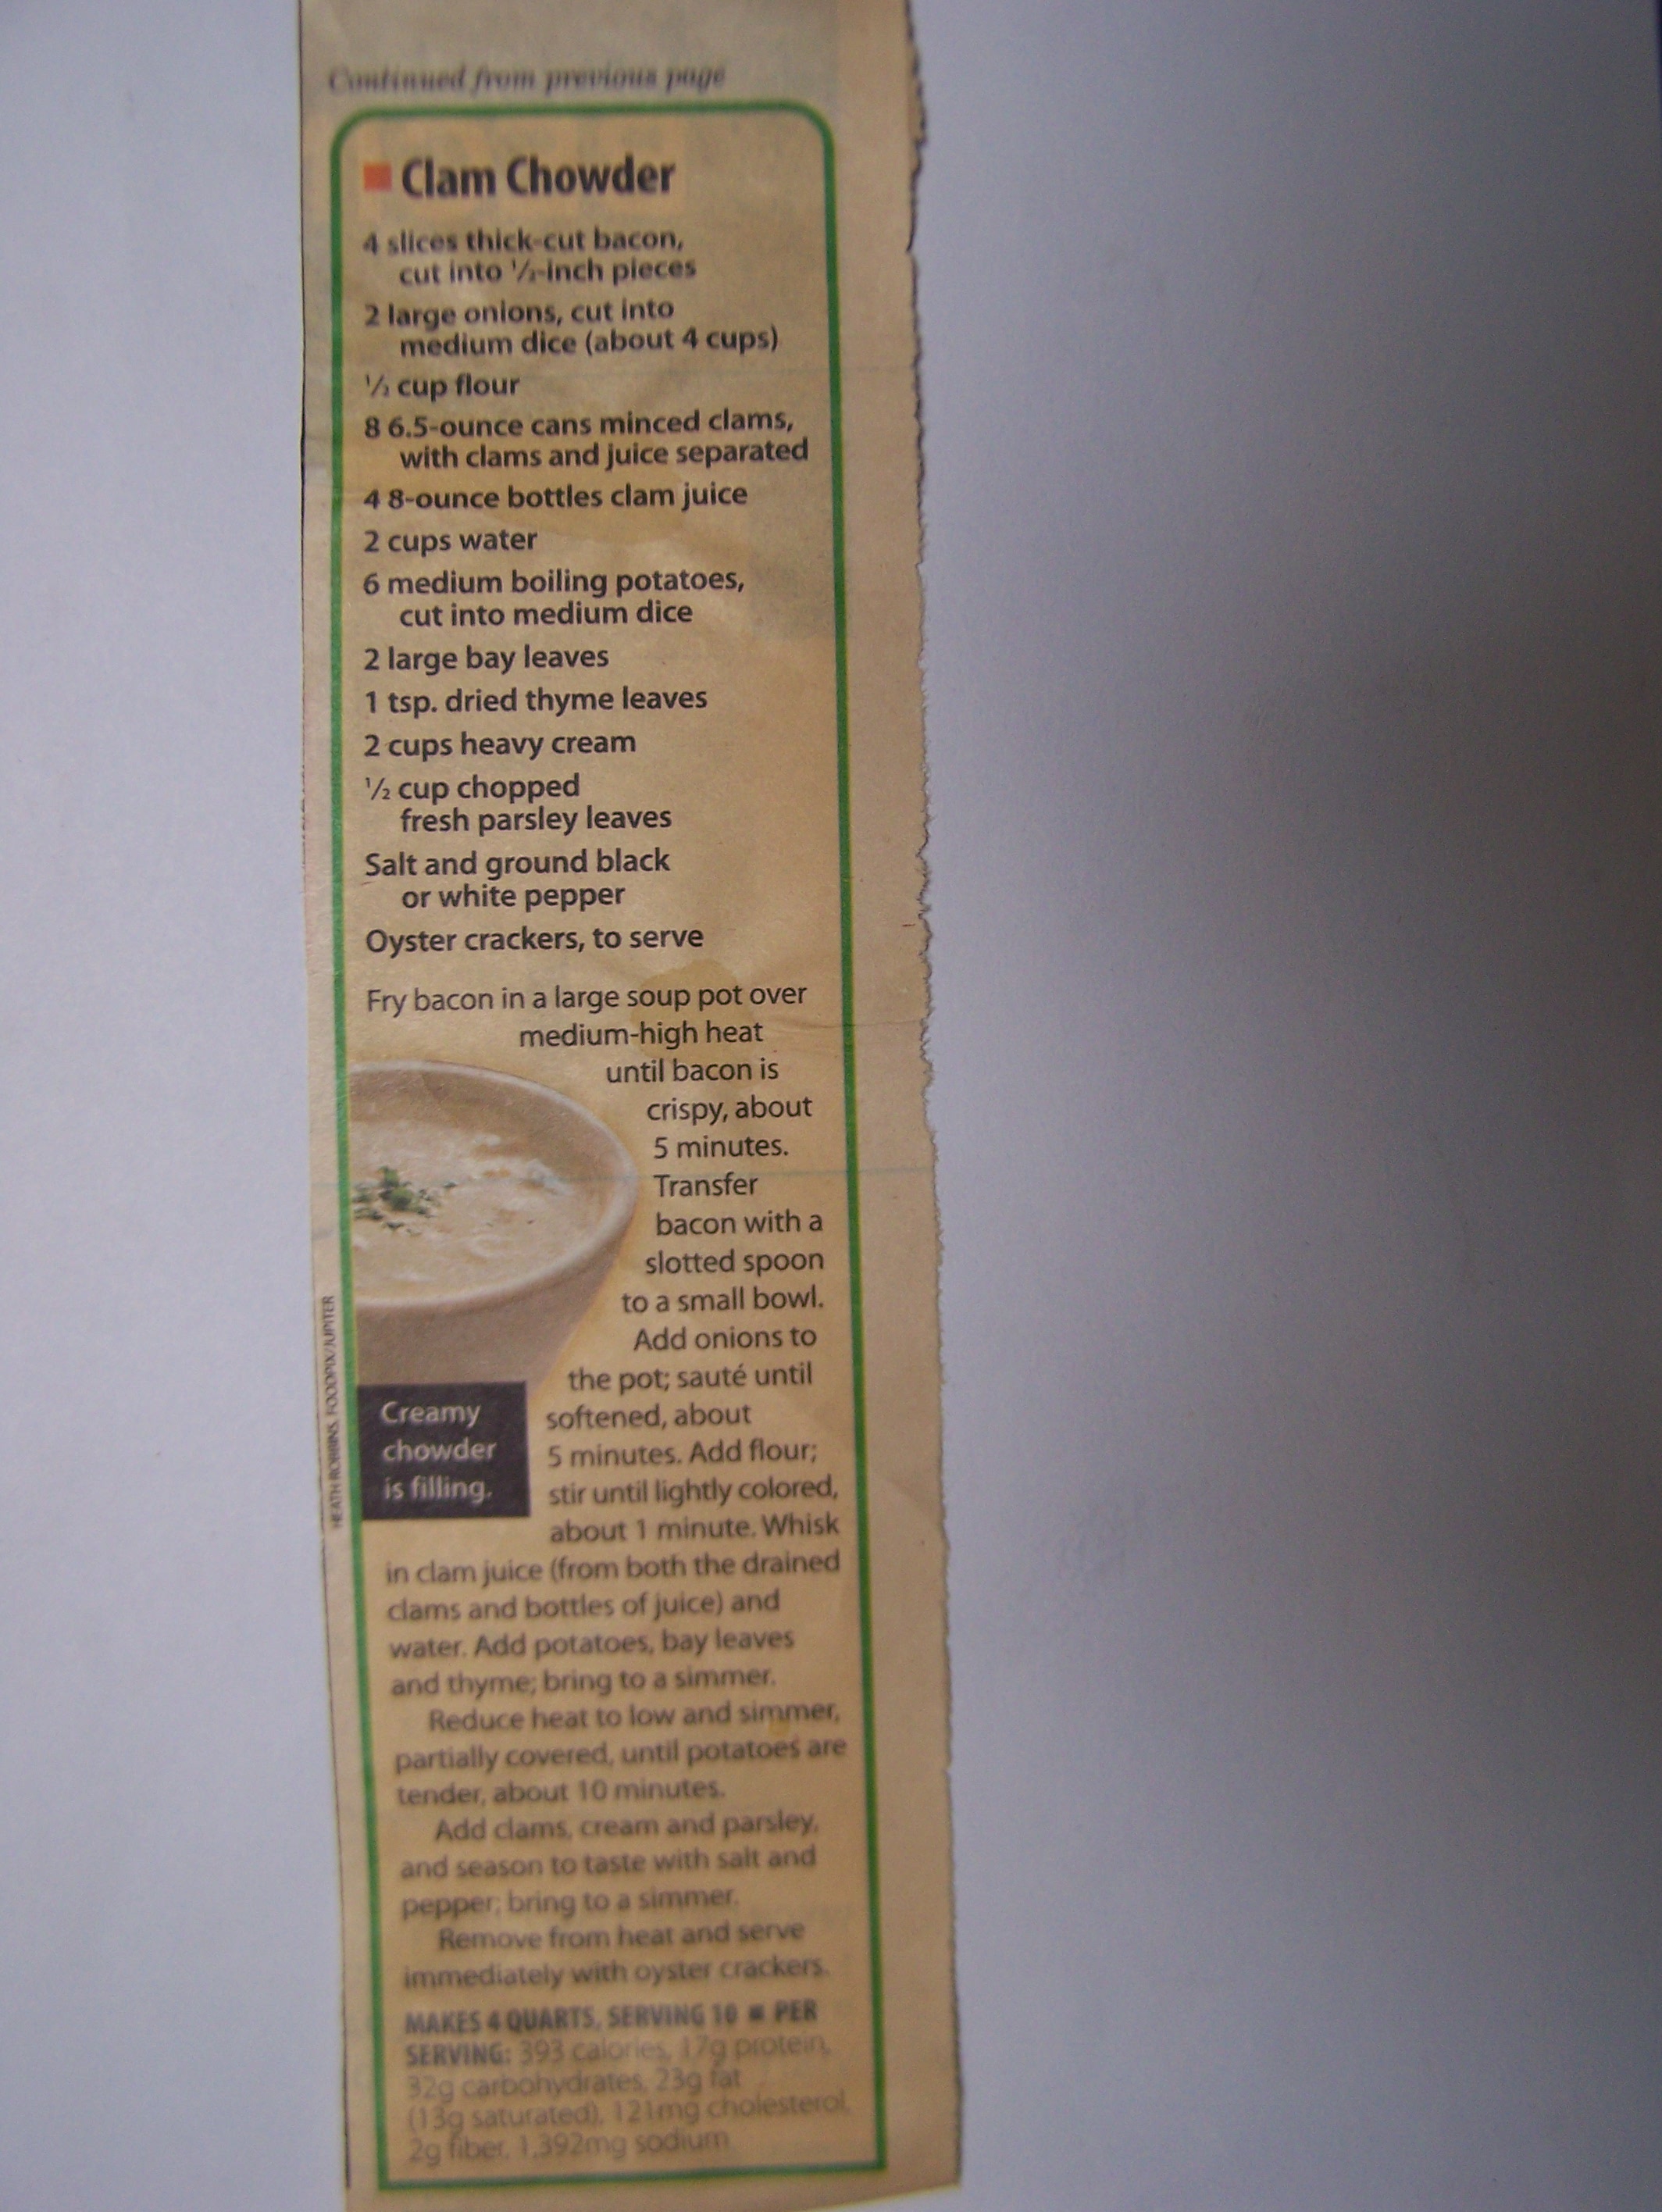 Continued from previous page
Clam Chowder
4 slices thick-cut bacon,
cut into ½-inch pieces
2 large onions, cut into
medium dice (about 4 cups)
½ cup flour
8 6.5-ounce cans minced clams,
with clams and juice separated
4 8-ounce bottles clam juice
2 cups water
6 medium boiling potatoes,
cut into medium dice
2 large bay leaves
1 tsp. dried thyme leaves
2 cups heavy cream
½ cup chopped
fresh parsley leaves
Salt and ground black
or white pepper
Oyster crackers, to serve
Fry bacon in a large soup pot over
medium-high heat
until bacon is
crispy, about
5 minutes.
Transfer
bacon with a
slotted spoon
to a small bowl.
Add onions to
the pot; sauté until
softened, about
5 minutes. Add flour;
stir until lightly colored,
about 1 minute. Whisk
in clam juice (from both the drained
clams and bottles of juice) and
water. Add potatoes, bay leaves
and thyme; bring to a simmer.
Reduce heat to low and simmer,
partially covered, until potatoes are
tender, about 10 minutes.
Add clams, cream and parsley,
and season to taste with salt and
pepper; bring to a simmer.
Remove from heat and serve
immediately with oyster crackers.
MAKES 4 QUARTS, SERVING 10 ■ PER
SERVING: 393 calories, 17g protein,
32g carbohydrates, 23g fat
(13g saturated), 121mg cholesterol,
2g fiber, 1,392mg sodium
Creamy
chowder
is filling.
HEATH ROBBINS, FOODPIX/JUPITER